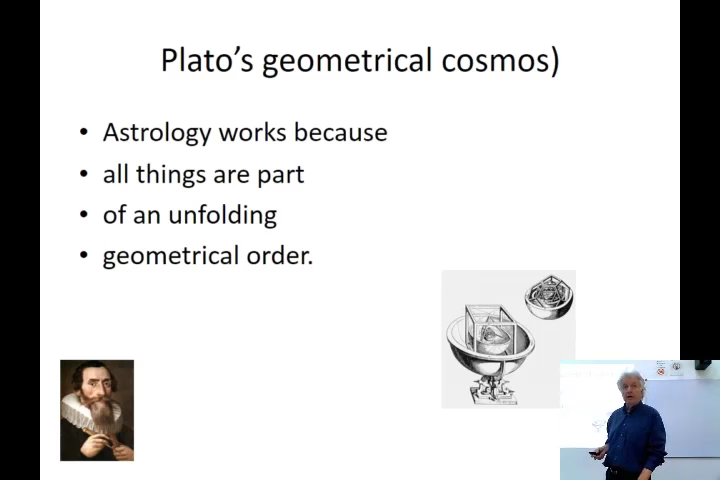 Plato's geometrical cosmos)
• Astrology works because
• all things are part
• of an unfolding
• geometrical order.